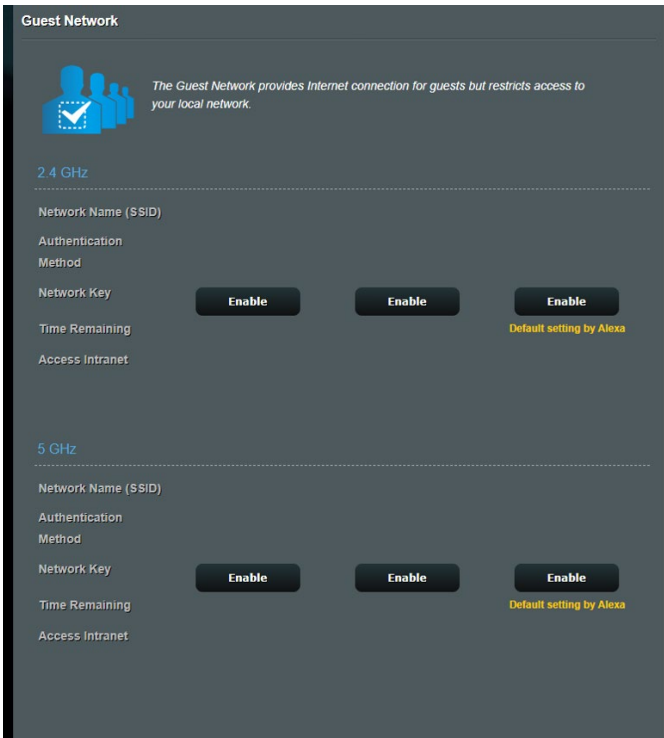 Guest Network
The Guest Network provides Internet connection for guests but restricts access to
your local network.
2.4 GHz
Network Name (SSID)
Authentication
Method
Network Key
Enable
Enable
Enable
Time Remaining
Default setting by Alexa
Access Intranet
5 GHz
Network Name (SSID)
Authentication
Method
Network Key
Enable
Enable
Enable
Time Remaining
Default setting by Alexa
Access Intranet